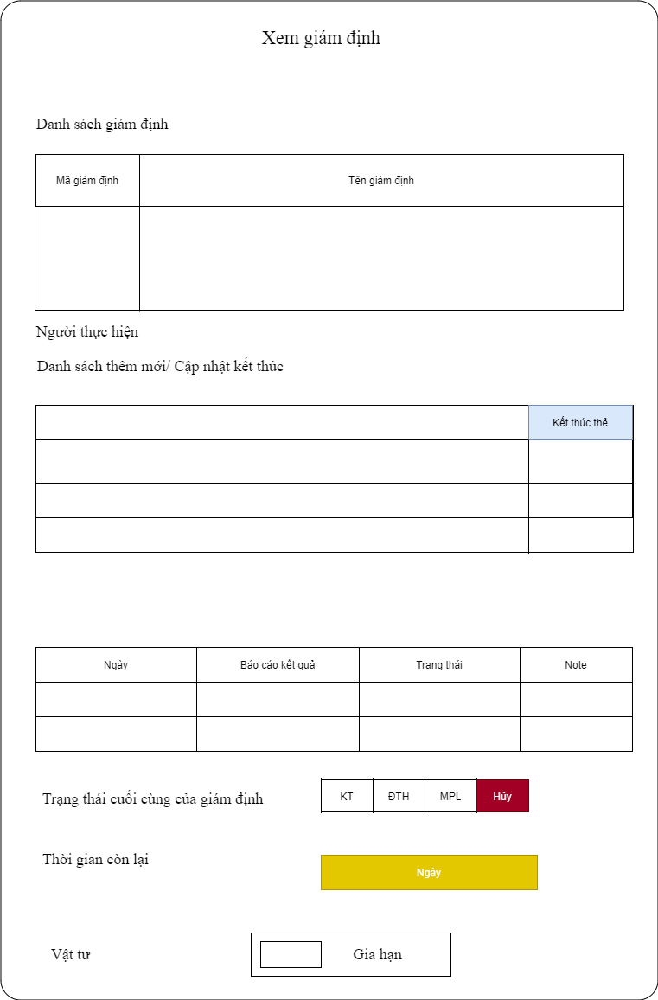 Xem giám định
Danh sách giám định
Mã giám định
Tên giám định
Người thực hiện
Danh sách thêm mới/ Cập nhật kết thúc
Kết thúc thẻ
Ngày
Báo cáo kết quả
Trạng thái
Note
Trạng thái cuối cùng của giám định
KT
ĐTH
MPL
Hủy
Thời gian còn lại
Ngày
Vật tư
Gia hạn